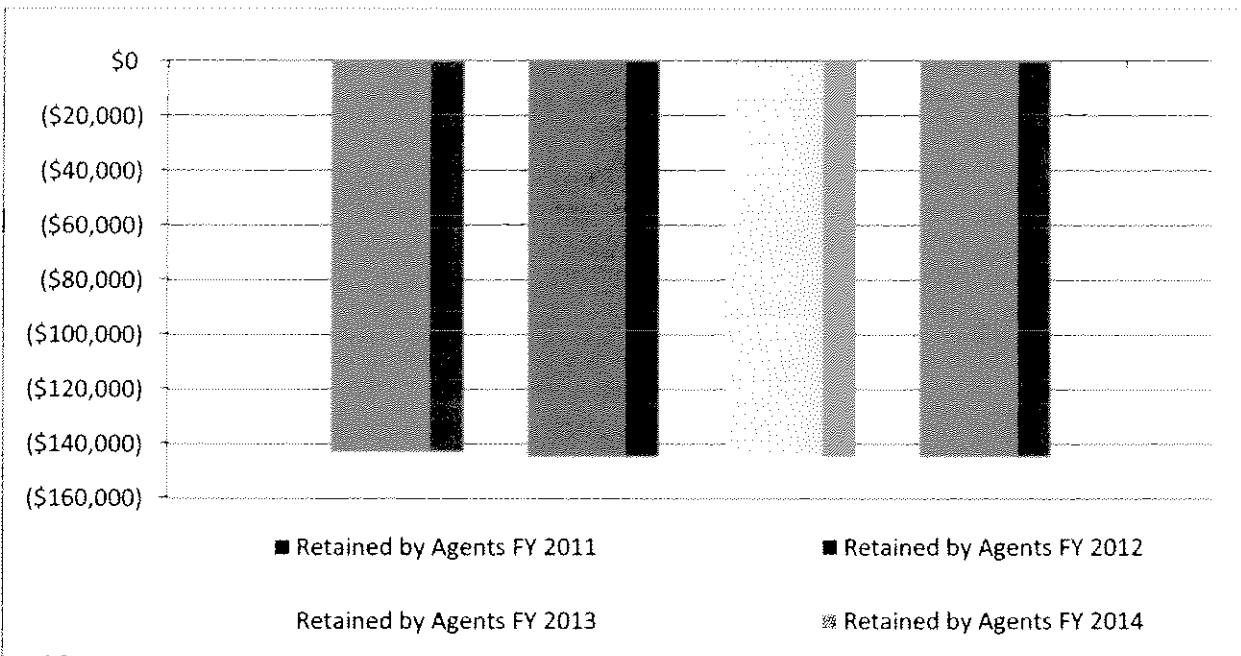 $0
($20,000)
($40,000)
($60,000)
($80,000)
($100,000)
($120,000)
($140,000)
($160,000)
Retained by Agents FY 2011
Retained by Agents FY 2012
Retained by Agents FY 2013
Retained by Agents FY 2014